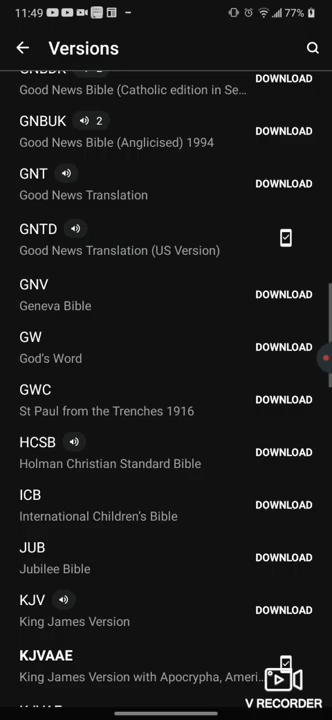 11:49
77%
Versions
DOWNLOAD
Good News Bible (Catholic edition in Se...
GNBUK 2
DOWNLOAD
Good News Bible (Anglicised) 1994
GNT
DOWNLOAD
Good News Translation
GNTD
Good News Translation (US Version)
GNV
DOWNLOAD
Geneva Bible
GW
DOWNLOAD
God's Word
GWC
DOWNLOAD
St Paul from the Trenches 1916
HCSB
DOWNLOAD
Holman Christian Standard Bible
ICB
DOWNLOAD
International Children's Bible
JUB
DOWNLOAD
Jubilee Bible
KJV
DOWNLOAD
King James Version
KJVAAE
King James Version with Apocrypha, Ameri...
V RECORDER